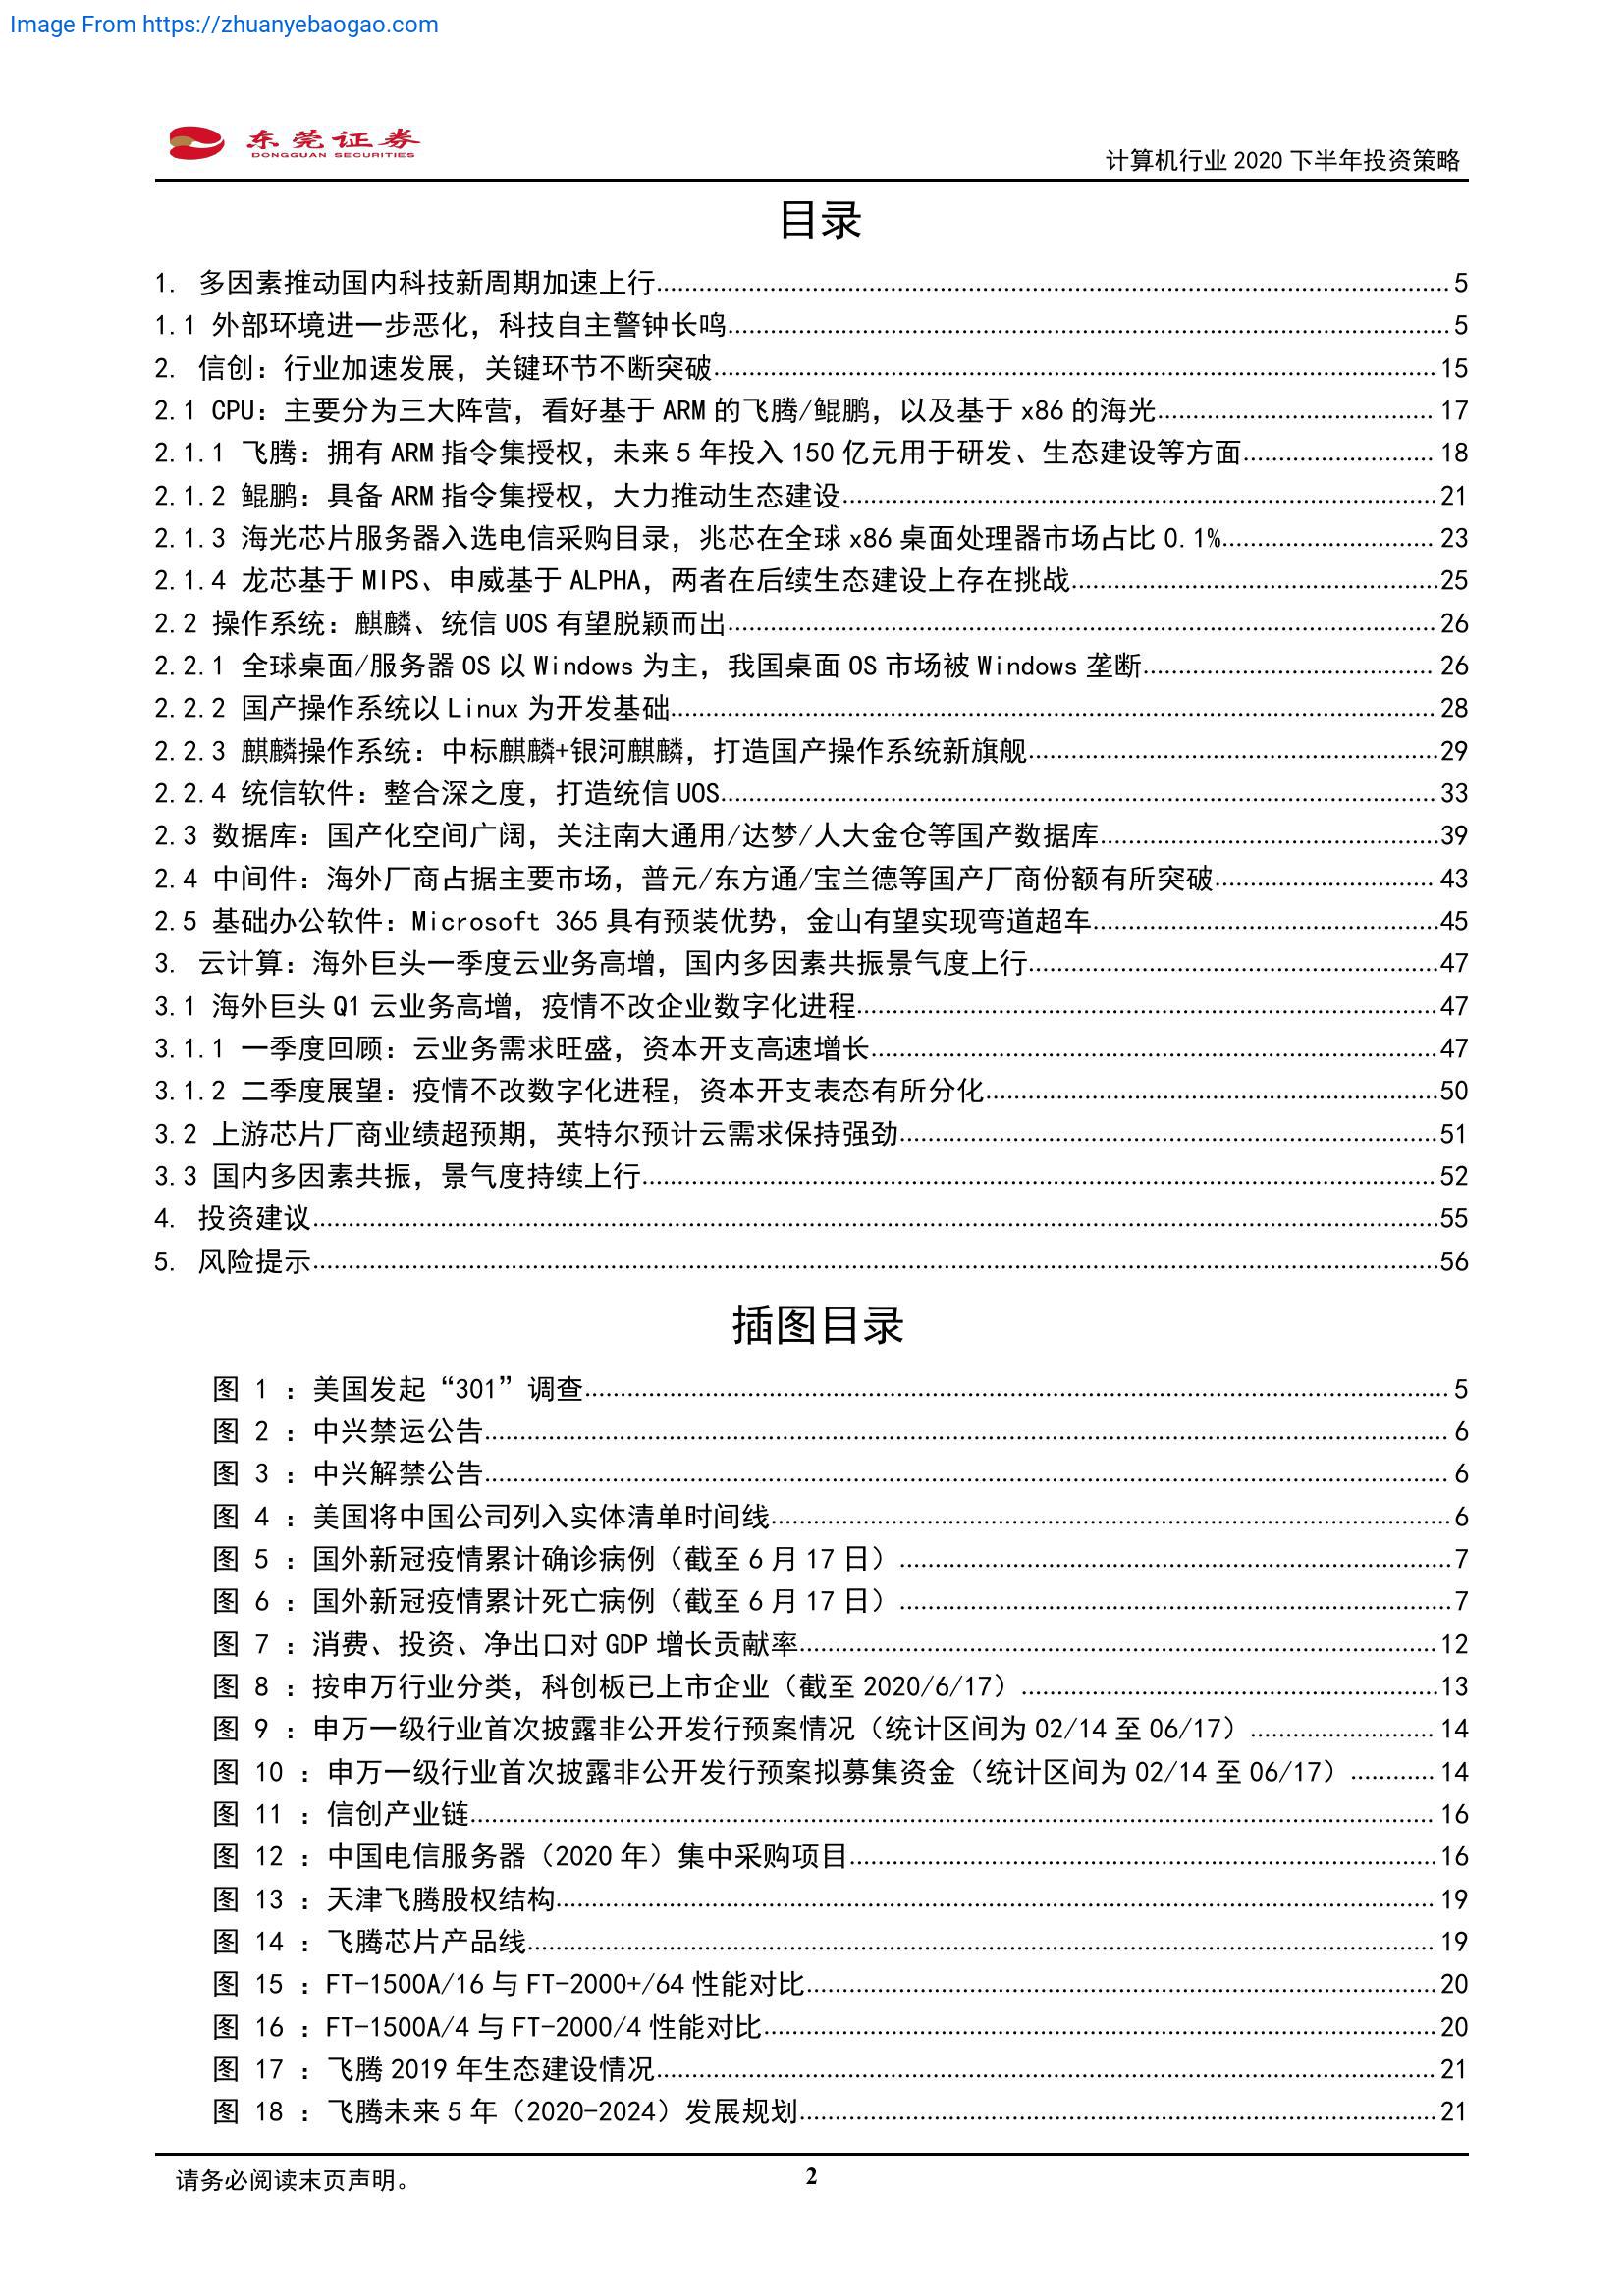 Image From https://zhuanyebaogao.com
东莞证券
DONGGUAN SECURITIES
计算机行业 2020 下半年投资策略
目录
1. 多因素推动国内科技新周期加速上行 5
1.1 外部环境进一步恶化，科技自主警钟长鸣 5
2. 信创：行业加速发展，关键环节不断突破 15
2.1 CPU：主要分为三大阵营，看好基于 ARM 的飞腾/鲲鹏，以及基于 x86 的海光 17
2.1.1 飞腾：拥有 ARM 指令集授权，未来 5 年投入 150 亿元用于研发、生态建设等方面 18
2.1.2 鲲鹏：具备 ARM 指令集授权，大力推动生态建设 21
2.1.3 海光芯片服务器入选电信采购目录，兆芯在全球 x86 桌面处理器市场占比 0.1% 23
2.1.4 龙芯基于 MIPS、申威基于 ALPHA，两者在后续生态建设上存在挑战 25
2.2 操作系统：麒麟、统信 UOS 有望脱颖而出 26
2.2.1 全球桌面/服务器 OS 以 Windows 为主，我国桌面 OS 市场被 Windows 垄断 26
2.2.2 国产操作系统以 Linux 为开发基础 28
2.2.3 麒麟操作系统：中标麒麟+银河麒麟，打造国产操作系统新旗舰 29
2.2.4 统信软件：整合深之度，打造统信 UOS 33
2.3 数据库：国产化空间广阔，关注南大通用/达梦/人大金仓等国产数据库 39
2.4 中间件：海外厂商占据主要市场，普元/东方通/宝兰德等国产厂商份额有所突破 43
2.5 基础办公软件：Microsoft 365 具有预装优势，金山有望实现弯道超车 45
3. 云计算：海外巨头一季度云业务高增，国内多因素共振景气度上行 47
3.1 海外巨头 Q1 云业务高增，疫情不改企业数字化进程 47
3.1.1 一季度回顾：云业务需求旺盛，资本开支高速增长 47
3.1.2 二季度展望：疫情不改数字化进程，资本开支表态有所分化 50
3.2 上游芯片厂商业绩超预期，英特尔预计云需求保持强劲 51
3.3 国内多因素共振，景气度持续上行 52
4. 投资建议 55
5. 风险提示 56
插图目录
图 1 ：美国发起“301”调查 5
图 2 ：中兴禁运公告 6
图 3 ：中兴解禁公告 6
图 4 ：美国将中国公司列入实体清单时间线 6
图 5 ：国外新冠疫情累计确诊病例（截至 6 月 17 日） 7
图 6 ：国外新冠疫情累计死亡病例（截至 6 月 17 日） 7
图 7 ：消费、投资、净出口对 GDP 增长贡献率 12
图 8 ：按申万行业分类，科创板已上市企业（截至 2020/6/17） 13
图 9 ：申万一级行业首次披露非公开发行预案情况（统计区间为 02/14 至 06/17） 14
图 10 ：申万一级行业首次披露非公开发行预案拟募集资金（统计区间为 02/14 至 06/17） 14
图 11 ：信创产业链 16
图 12 ：中国电信服务器（2020 年）集中采购项目 16
图 13 ：天津飞腾股权结构 19
图 14 ：飞腾芯片产品线 19
图 15 ：FT-1500A/16 与 FT-2000+/64 性能对比 20
图 16 ：FT-1500A/4 与 FT-2000/4 性能对比 20
图 17 ：飞腾 2019 年生态建设情况 21
图 18 ：飞腾未来 5 年（2020-2024）发展规划 21
请务必阅读末页声明。
2